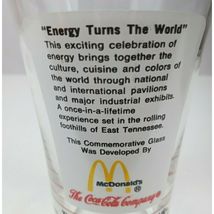 "Energy Turns The World"
This exciting celebration of
energy brings together the
culture, cuisine and colors of
the world through national
and international pavilions
and major industrial exhibits.
A once-in-a-lifetime
experience set in the rolling
foothills of East Tennessee.
This Commemorative Glass
Was Developed By
McDonald's
® ®
The Coca-Cola Company